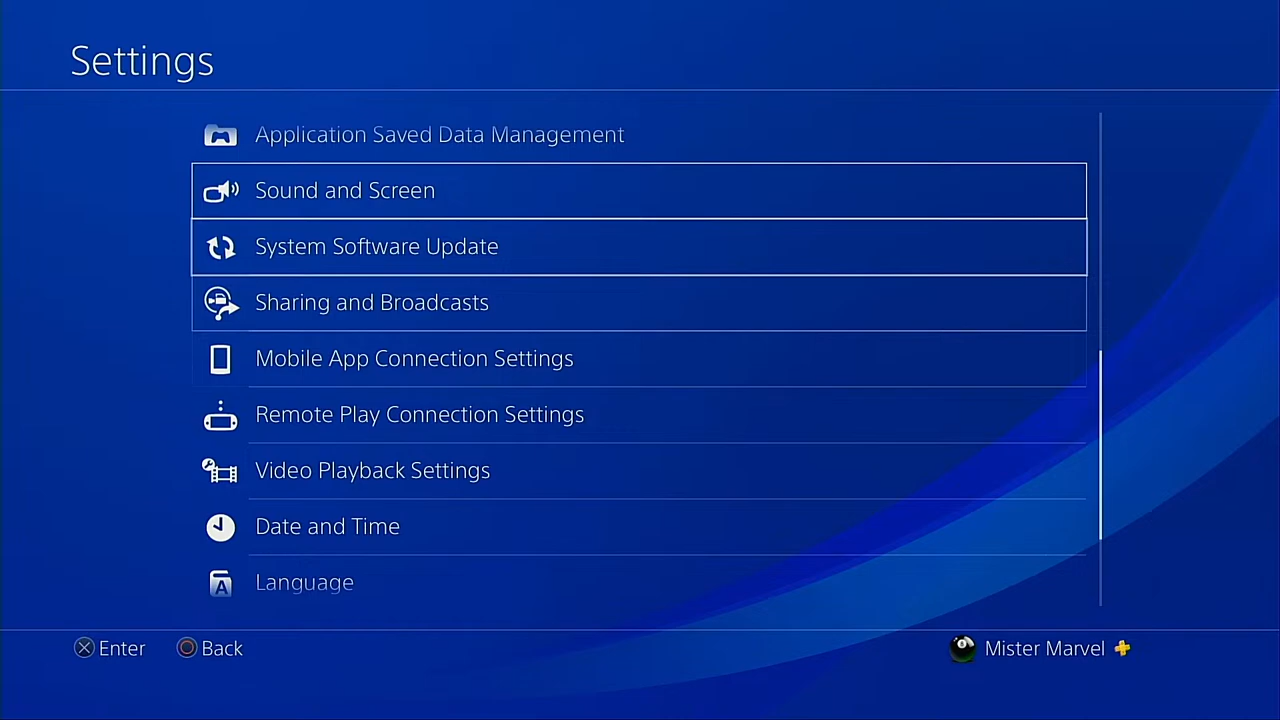 Settings
Application Saved Data Management
Sound and Screen
System Software Update
Sharing and Broadcasts
Mobile App Connection Settings
Remote Play Connection Settings
Video Playback Settings
Date and Time
Language
Enter Back Mister Marvel